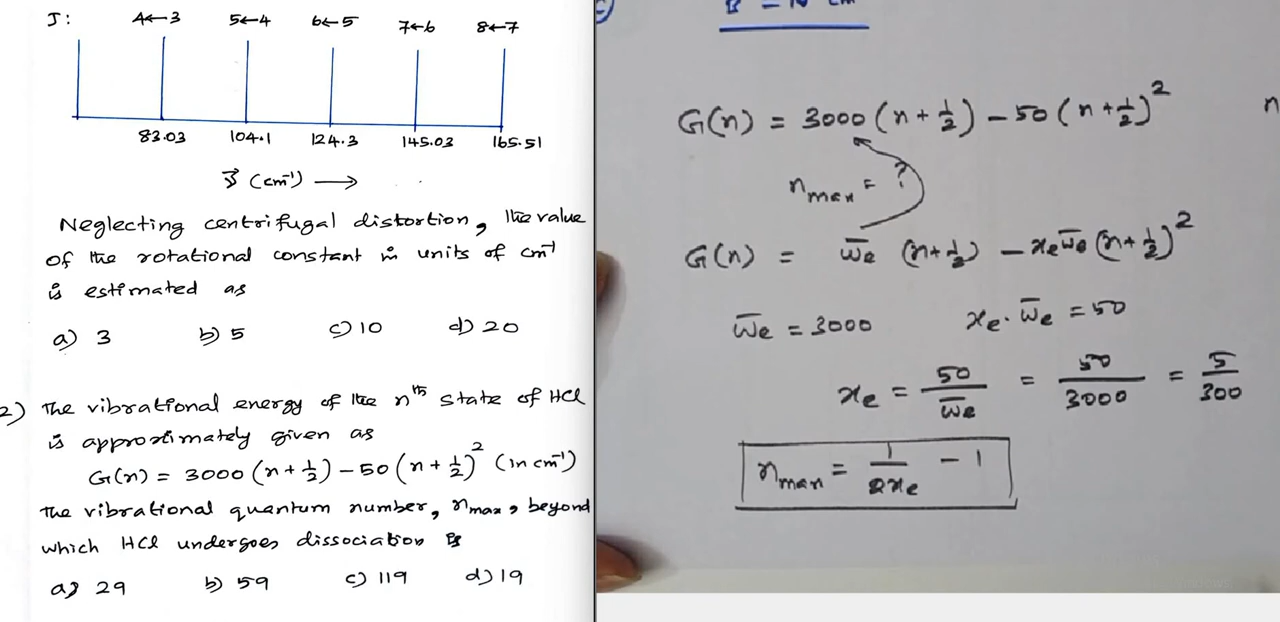 J: 4←3 5←4 6←5 7←6 8←7
83.03 104.1 124.3 145.03 165.51
ν̄ (cm⁻¹) →
Neglecting centrifugal distortion, the value
of the rotational constant in units of cm⁻¹
is estimated as
a) 3 b) 5 c) 10 d) 20
2) The vibrational energy of the nᵗʰ state of HCl
is approximately given as
G(n) = 3000 (n + 1/2) - 50 (n + 1/2)² (in cm⁻¹)
The vibrational quantum number, nmax, beyond
which HCl undergoes dissociation is
a) 29 b) 59 c) 119 d) 19
G(n) = 3000 (n + 1/2) - 50 (n + 1/2)²
n
nmax = ?
G(n) = ω̄e (n + 1/2) - xe ω̄e (n + 1/2)²
ω̄e = 3000 xe . ω̄e = 50
xe = 50/ω̄e = 50/3000 = 5/300
nmax = 1/2xe - 1